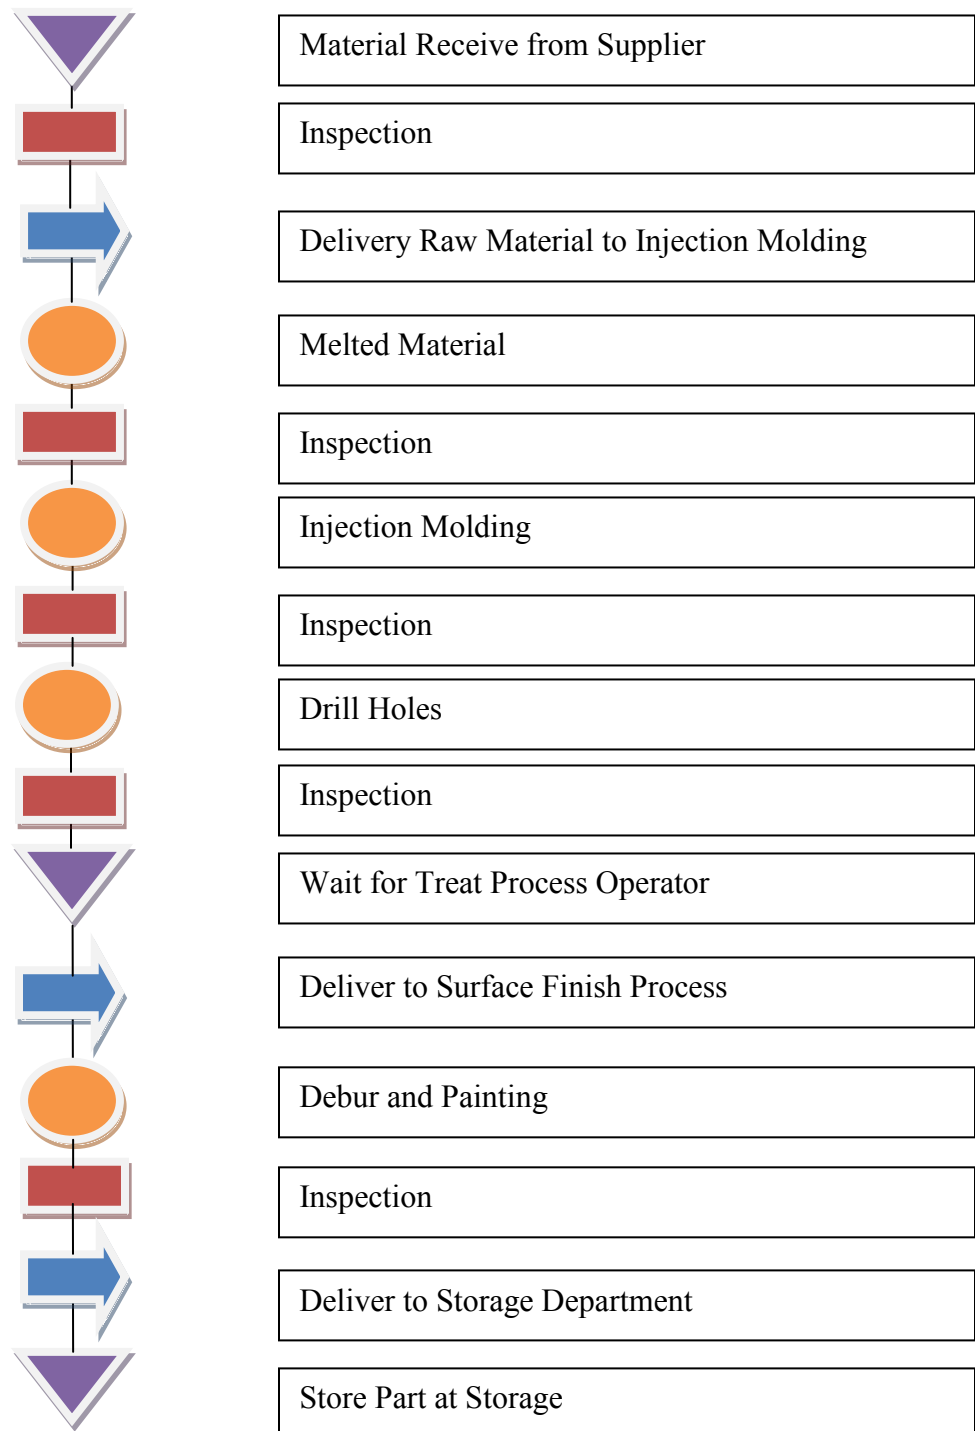 Material Receive from Supplier
Inspection
Delivery Raw Material to Injection Molding
Melted Material
Inspection
Injection Molding
Inspection
Drill Holes
Inspection
Wait for Treat Process Operator
Deliver to Surface Finish Process
Debur and Painting
Inspection
Deliver to Storage Department
Store Part at Storage